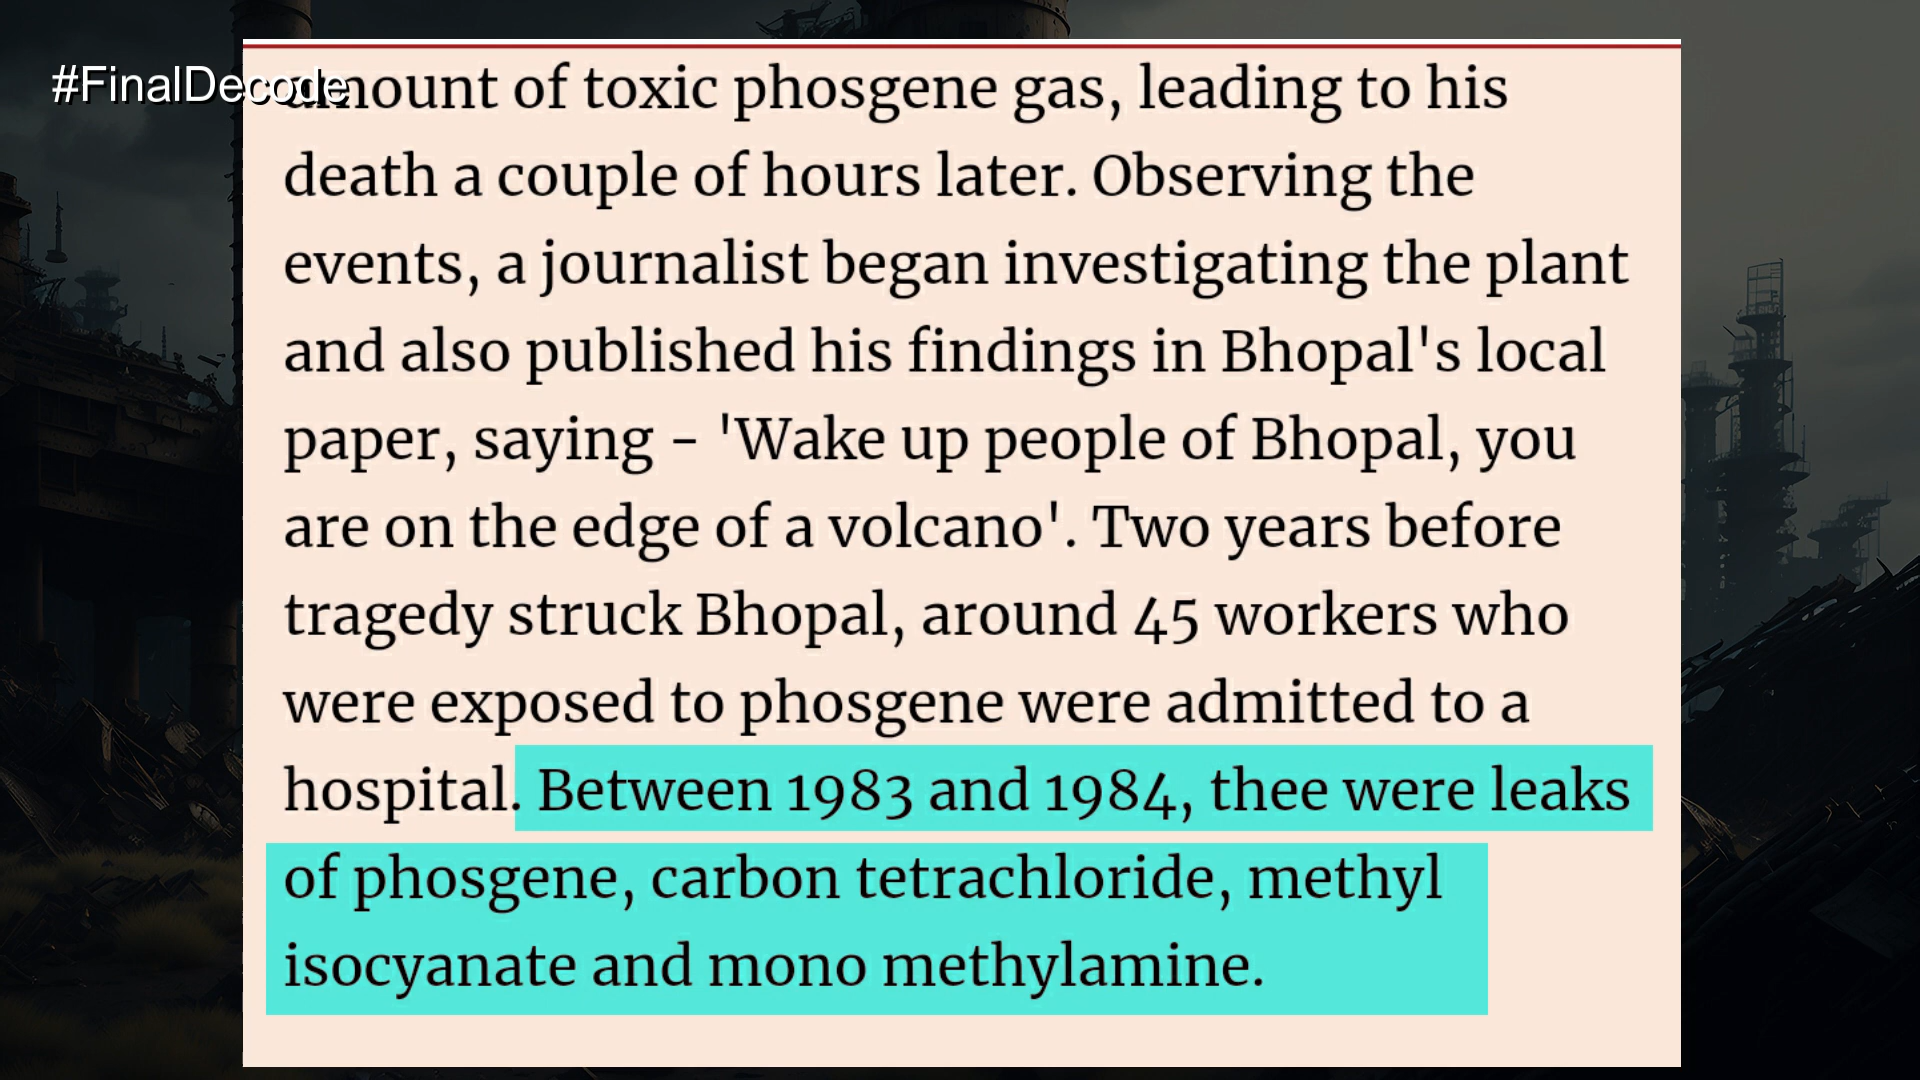 #FinalDecode
amount of toxic phosgene gas, leading to his
death a couple of hours later. Observing the
events, a journalist began investigating the plant
and also published his findings in Bhopal's local
paper, saying - 'Wake up people of Bhopal, you
are on the edge of a volcano'. Two years before
tragedy struck Bhopal, around 45 workers who
were exposed to phosgene were admitted to a
hospital. Between 1983 and 1984, thee were leaks
of phosgene, carbon tetrachloride, methyl
isocyanate and mono methylamine.